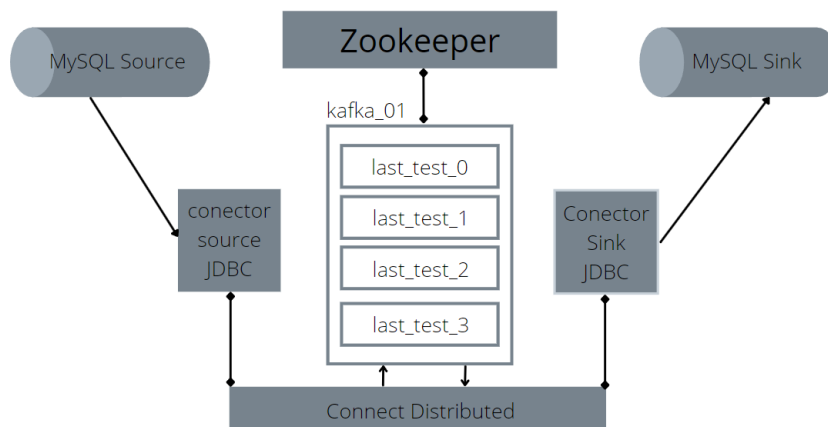 MySQL Source
Zookeeper
MySQL Sink
kafka_01
last_test_0
last_test_1
last_test_2
last_test_3
conector
source
JDBC
Conector
Sink
JDBC
Connect Distributed